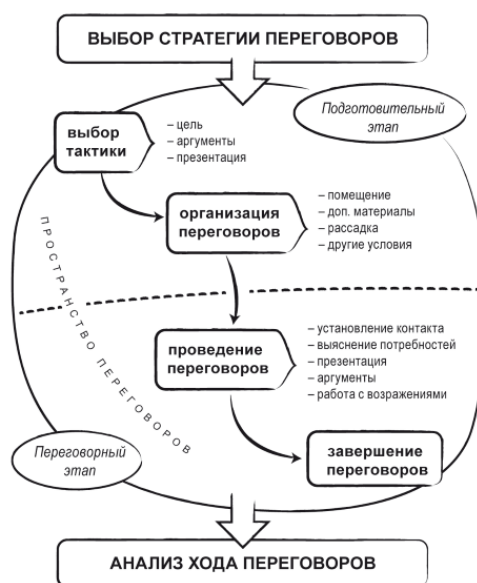 ВЫБОР СТРАТЕГИИ ПЕРЕГОВОРОВ
Подготовительный
этап
выбор
тактики
– цель
– аргументы
– презентация
организация
переговоров
– помещение
– доп. материалы
– рассадка
– другие условия
ПРОСТРАНСТВО ПЕРЕГОВОРОВ
проведение
переговоров
– установление контакта
– выяснение потребностей
– презентация
– аргументы
– работа с возражениями
Переговорный
этап
завершение
переговоров
АНАЛИЗ ХОДА ПЕРЕГОВОРОВ